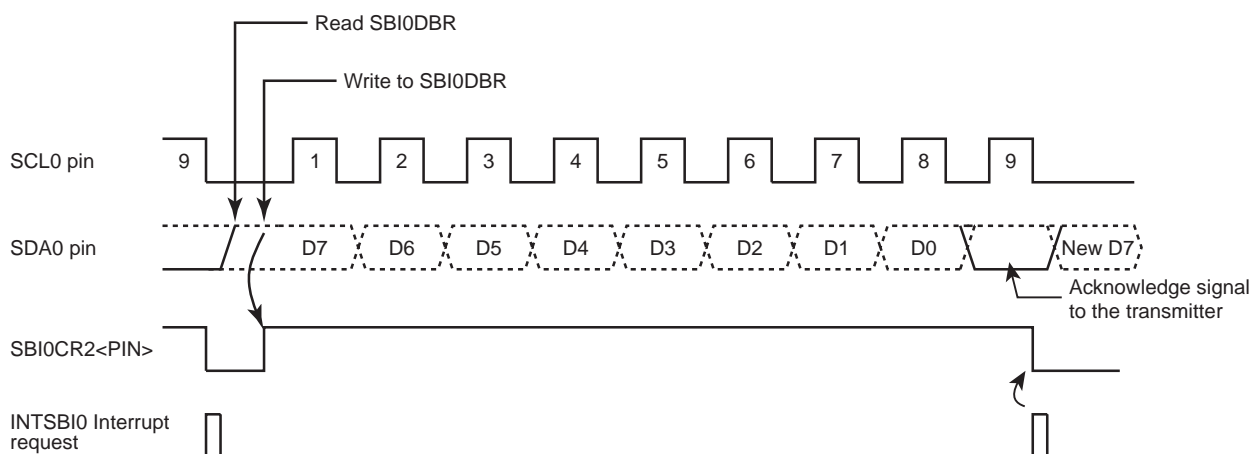 Read SBI0DBR
Write to SBI0DBR
SCL0 pin
9 1 2 3 4 5 6 7 8 9
SDA0 pin
D7 D6 D5 D4 D3 D2 D1 D0 New D7
Acknowledge signal
to the transmitter
SBI0CR2<PIN>
INTSBI0 Interrupt
request